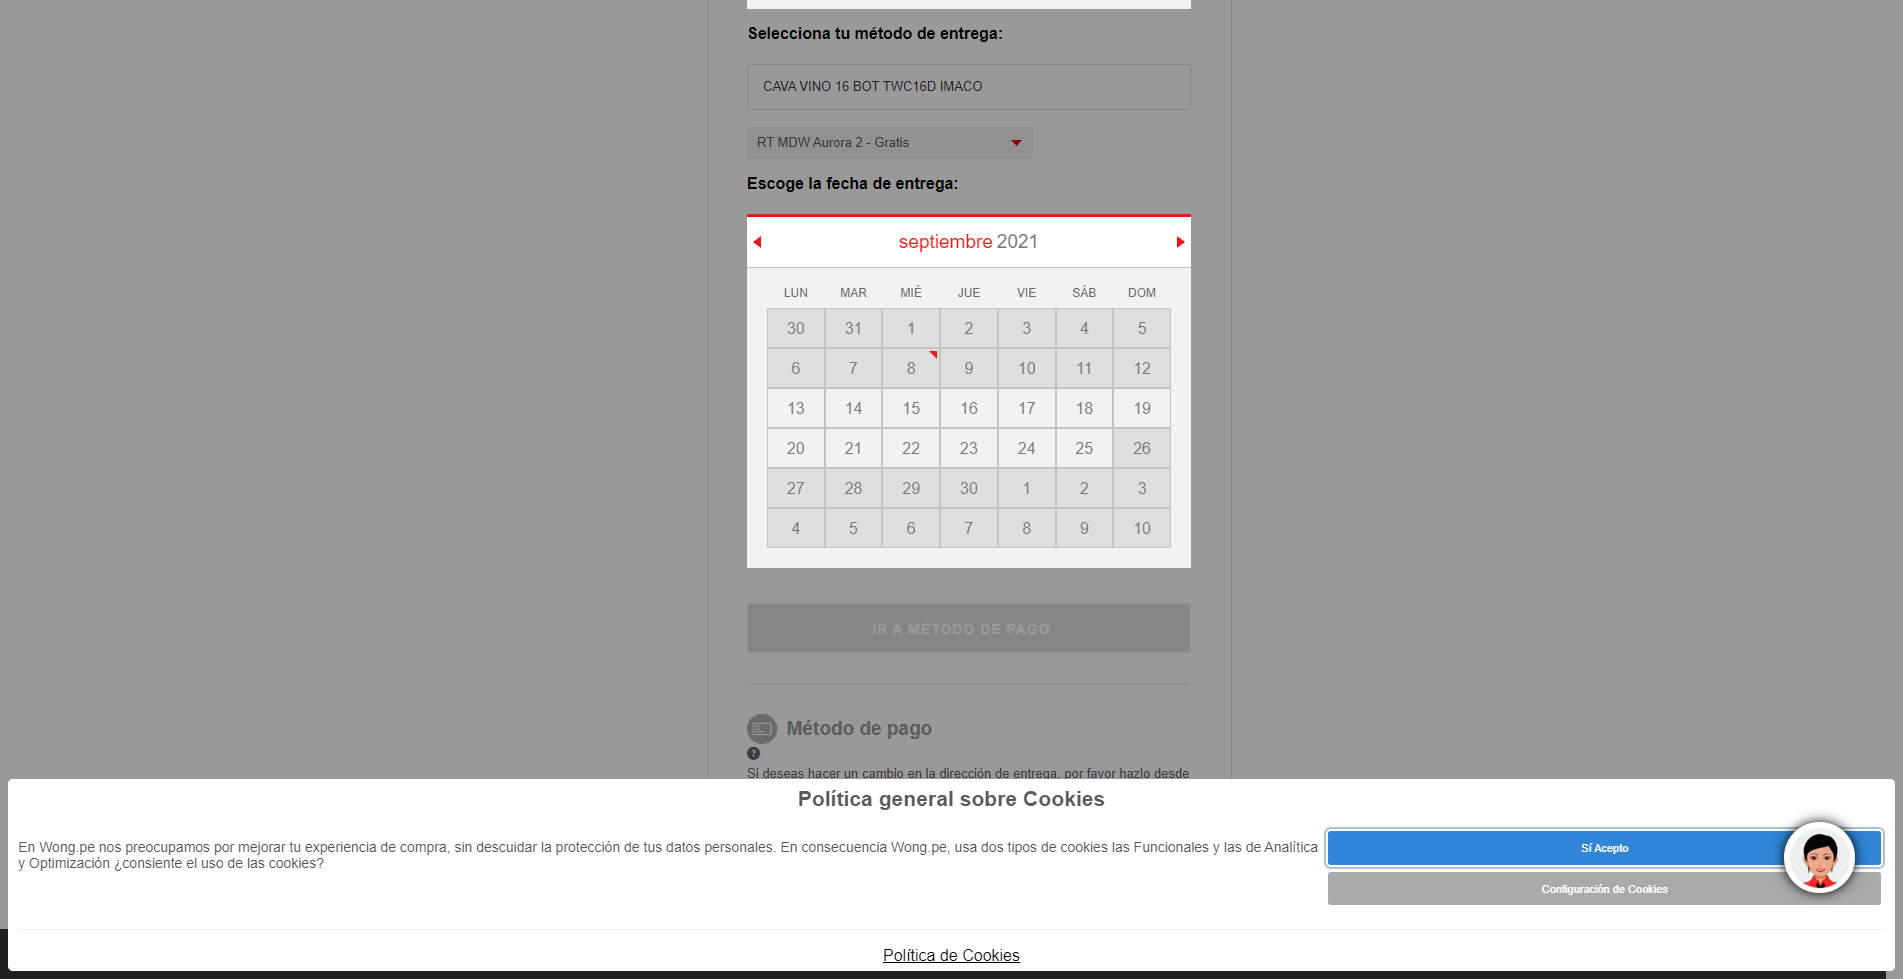 Selecciona tu método de entrega:
CAVA VINO 16 BOT TWC16D IMACO
RT MDW Aurora 2 - Gratis
Escoge la fecha de entrega:
septiembre 2021
LUN MAR MIÉ JUE VIE SÁB DOM
30 31 1 2 3 4 5
6 7 8 9 10 11 12
13 14 15 16 17 18 19
20 21 22 23 24 25 26
27 28 29 30 1 2 3
4 5 6 7 8 9 10
IR A MÉTODO DE PAGO
Método de pago
?
Si deseas hacer un cambio en la dirección de entrega, por favor hazlo desde
Política general sobre Cookies
En Wong.pe nos preocupamos por mejorar tu experiencia de compra, sin descuidar la protección de tus datos personales. En consecuencia Wong.pe, usa dos tipos de cookies las Funcionales y las de Analítica
y Optimización ¿consiente el uso de las cookies?
Sí Acepto
Configuración de Cookies
Política de Cookies